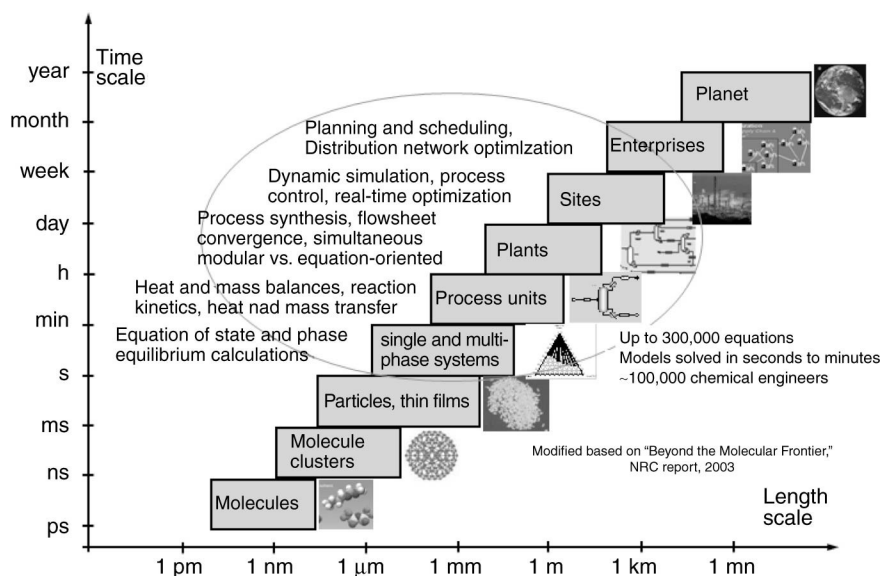 Time
scale
year
month
week
day
h
min
s
ms
ns
ps
Planet
Enterprises
Sites
Plants
Process units
single and multi-
phase systems
Particles, thin films
Molecule
clusters
Molecules
Planning and scheduling,
Distribution network optimlzation
Dynamic simulation, process
control, real-time optimization
Process synthesis, flowsheet
convergence, simultaneous
modular vs. equation-oriented
Heat and mass balances, reaction
kinetics, heat nad mass transfer
Equation of state and phase
equilibrium calculations
Up to 300,000 equations
Models solved in seconds to minutes
~100,000 chemical engineers
Modified based on “Beyond the Molecular Frontier,”
NRC report, 2003
Length
scale
1 pm
1 nm
1 μm
1 mm
1 m
1 km
1 mn